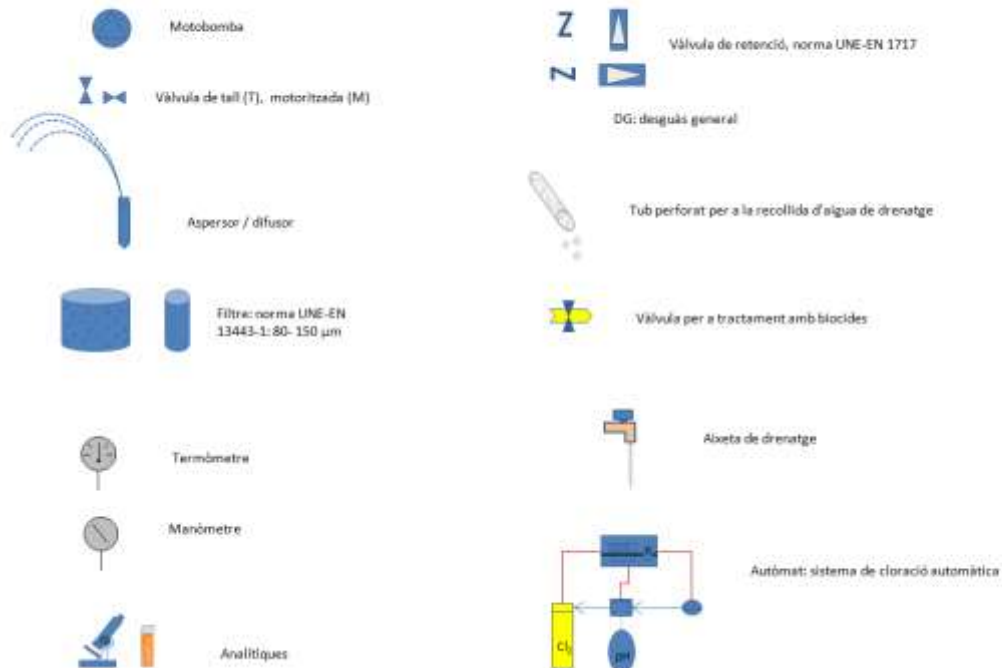 Motobomba
Vàlvula de tall (T), motoritzada (M)
Aspersor / difusor
Filtre: norma UNE-EN
13443-1: 80- 150 µm
Termòmetre
Manòmetre
Analítiques
Z
Z
Vàlvula de retenció, norma UNE-EN 1717
DG: desguàs general
Tub perforat per a la recollida d'aigua de drenatge
Vàlvula per a tractament amb biocides
Aixeta de drenatge
Autòmat: sistema de cloració automàtica
Cl2
pH